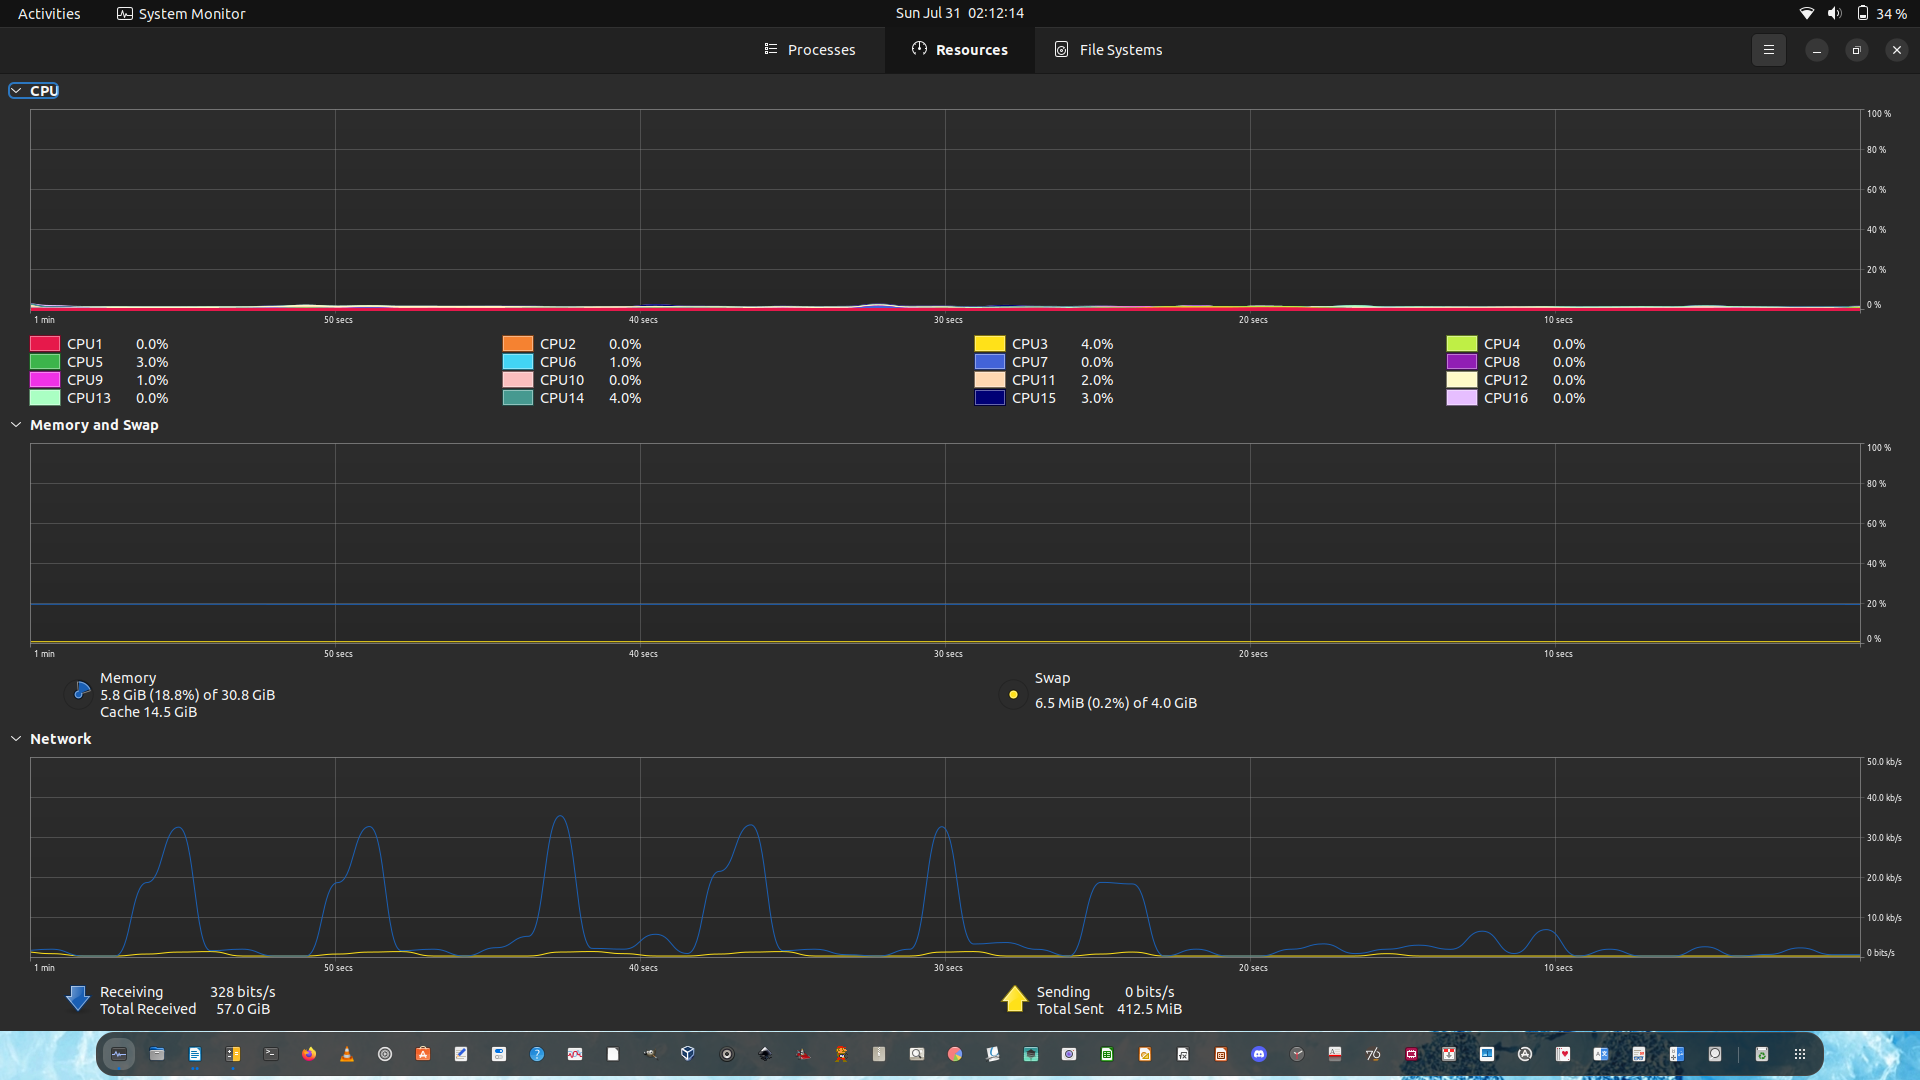 Activities System Monitor Sun Jul 31 02:12:14 34 %
Processes Resources File Systems
CPU
100 %
80 %
60 %
40 %
20 %
0 %
1 min 50 secs 40 secs 30 secs 20 secs 10 secs
CPU1 0.0% CPU2 0.0% CPU3 4.0% CPU4 0.0%
CPU5 3.0% CPU6 1.0% CPU7 0.0% CPU8 0.0%
CPU9 1.0% CPU10 0.0% CPU11 2.0% CPU12 0.0%
CPU13 0.0% CPU14 4.0% CPU15 3.0% CPU16 0.0%
Memory and Swap
100 %
80 %
60 %
40 %
20 %
0 %
1 min 50 secs 40 secs 30 secs 20 secs 10 secs
Memory Swap
5.8 GiB (18.8%) of 30.8 GiB 6.5 MiB (0.2%) of 4.0 GiB
Cache 14.5 GiB
Network
50.0 kb/s
40.0 kb/s
30.0 kb/s
20.0 kb/s
10.0 kb/s
0 bits/s
1 min 50 secs 40 secs 30 secs 20 secs 10 secs
Receiving 328 bits/s Sending 0 bits/s
Total Received 57.0 GiB Total Sent 412.5 MiB
76